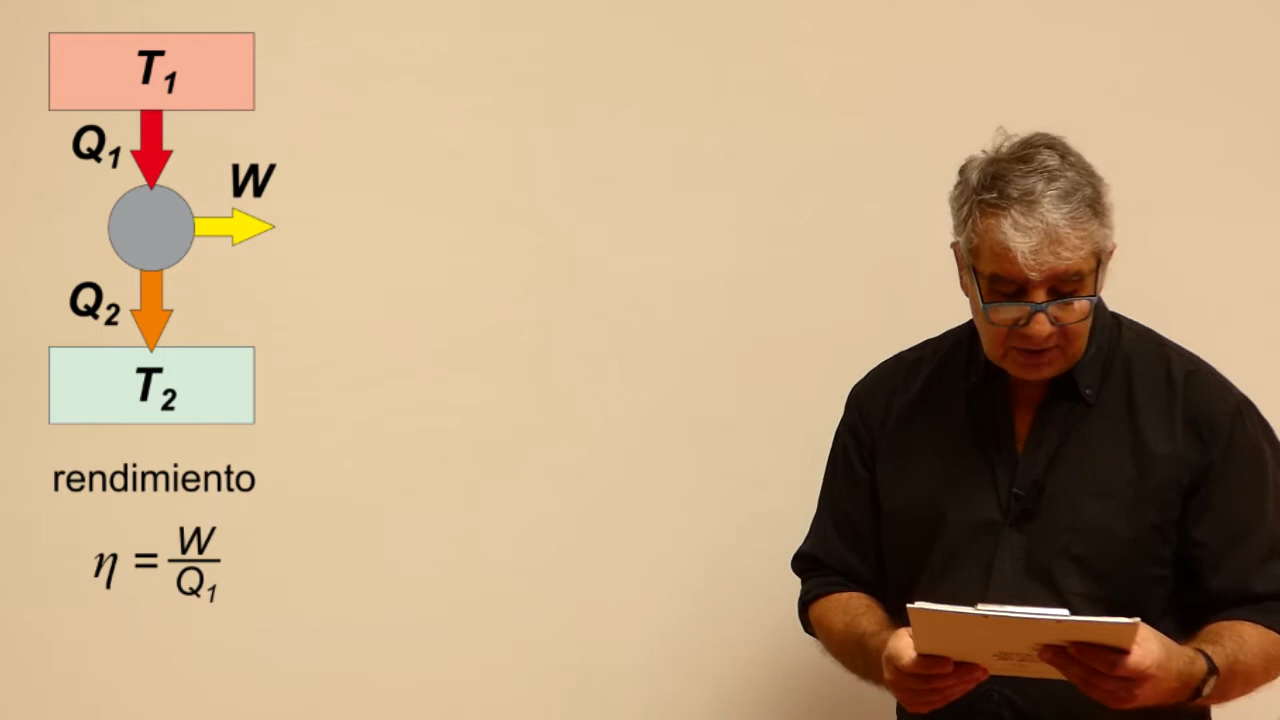 T1
Q1
W
Q2
T2
rendimiento
η = W/Q1